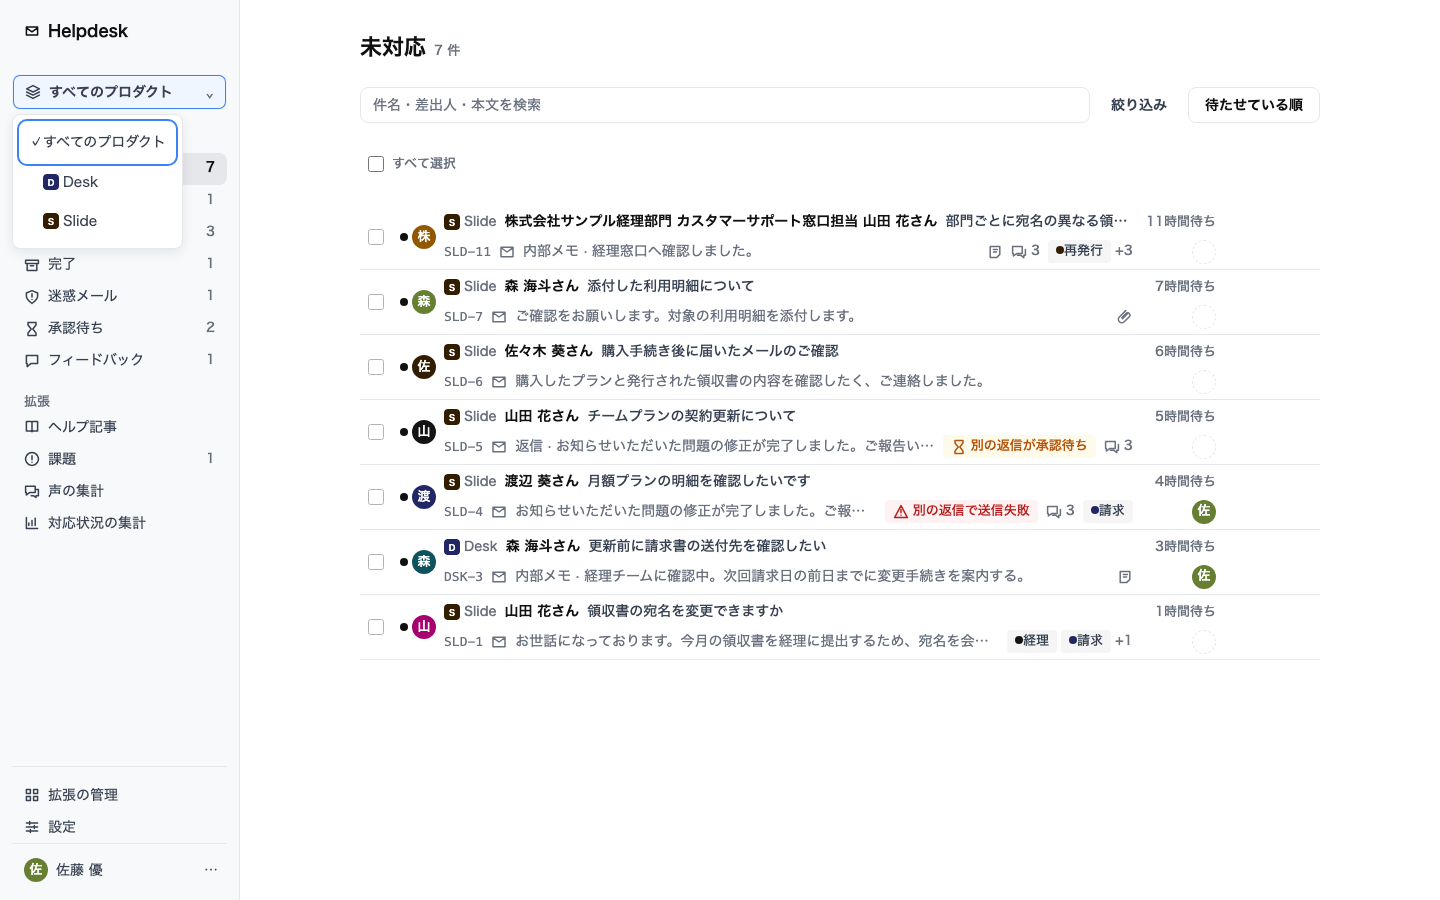 Helpdesk
すべてのプロダクト
✓すべてのプロダクト
D Desk
S Slide
7
1
3
完了 1
迷惑メール 1
承認待ち 2
フィードバック 1
拡張
ヘルプ記事
課題 1
声の集計
対応状況の集計
拡張の管理
設定
佐 佐藤 優 …
未対応 7 件
件名・差出人・本文を検索 絞り込み 待たせている順
すべて選択
株 S Slide 株式会社サンプル経理部門 カスタマーサポート窓口担当 山田 花さん 部門ごとに宛名の異なる領… 11時間待ち
SLD-11 内部メモ · 経理窓口へ確認しました。 3 再発行 +3
森 S Slide 森 海斗さん 添付した利用明細について 7時間待ち
SLD-7 ご確認をお願いします。対象の利用明細を添付します。
佐 S Slide 佐々木 葵さん 購入手続き後に届いたメールのご確認 6時間待ち
SLD-6 購入したプランと発行された領収書の内容を確認したく、ご連絡しました。
山 S Slide 山田 花さん チームプランの契約更新について 5時間待ち
SLD-5 返信 · お知らせいただいた問題の修正が完了しました。ご報告い… 別の返信が承認待ち 3
渡 S Slide 渡辺 葵さん 月額プランの明細を確認したいです 4時間待ち
SLD-4 お知らせいただいた問題の修正が完了しました。ご報… 別の返信で送信失敗 3 請求 佐
森 D Desk 森 海斗さん 更新前に請求書の送付先を確認したい 3時間待ち
DSK-3 内部メモ · 経理チームに確認中。次回請求日の前日までに変更手続きを案内する。 佐
山 S Slide 山田 花さん 領収書の宛名を変更できますか 1時間待ち
SLD-1 お世話になっております。今月の領収書を経理に提出するため、宛名を会… 経理 請求 +1